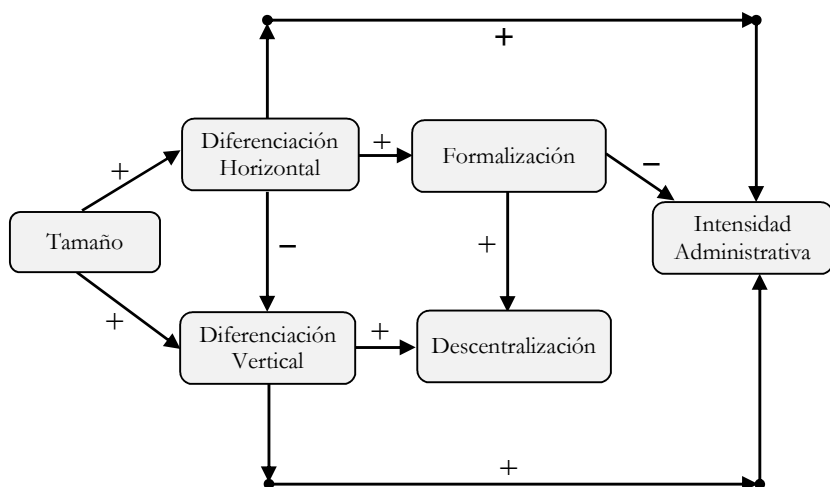 +
Diferenciación
Horizontal
+
Formalización
−
+
Tamaño
−
+
Intensidad
Administrativa
+
Diferenciación
Vertical
+
Descentralización
+